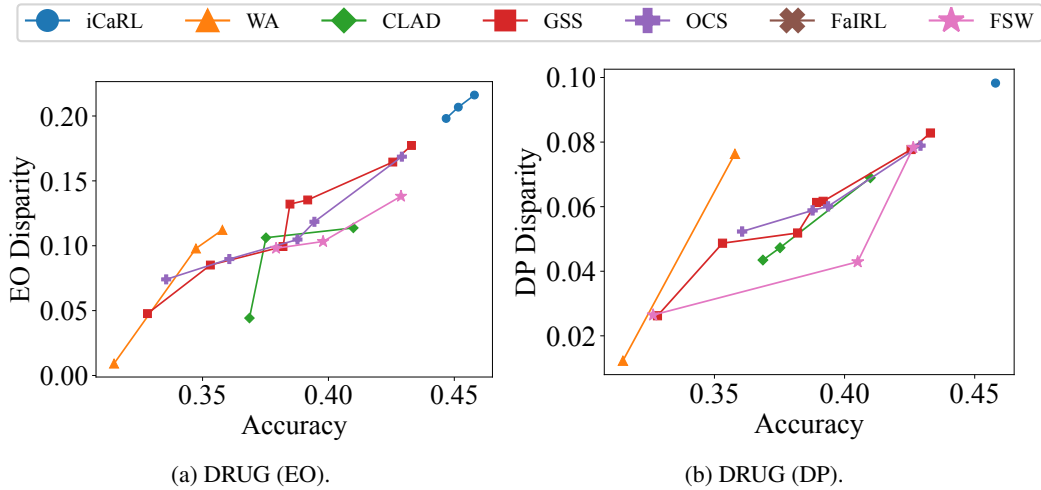 iCaRL WA CLAD GSS OCS FaIRL FSW
EO Disparity
0.20
0.15
0.10
0.05
0.00
0.35 0.40 0.45
Accuracy
(a) DRUG (EO).
DP Disparity
0.10
0.08
0.06
0.04
0.02
0.35 0.40 0.45
Accuracy
(b) DRUG (DP).